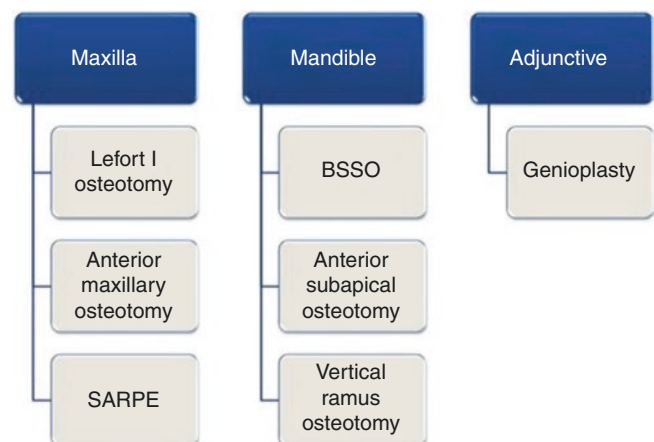 Maxilla
Lefort I
osteotomy
Anterior
maxillary
osteotomy
SARPE
Mandible
BSSO
Anterior
subapical
osteotomy
Vertical
ramus
osteotomy
Adjunctive
Genioplasty